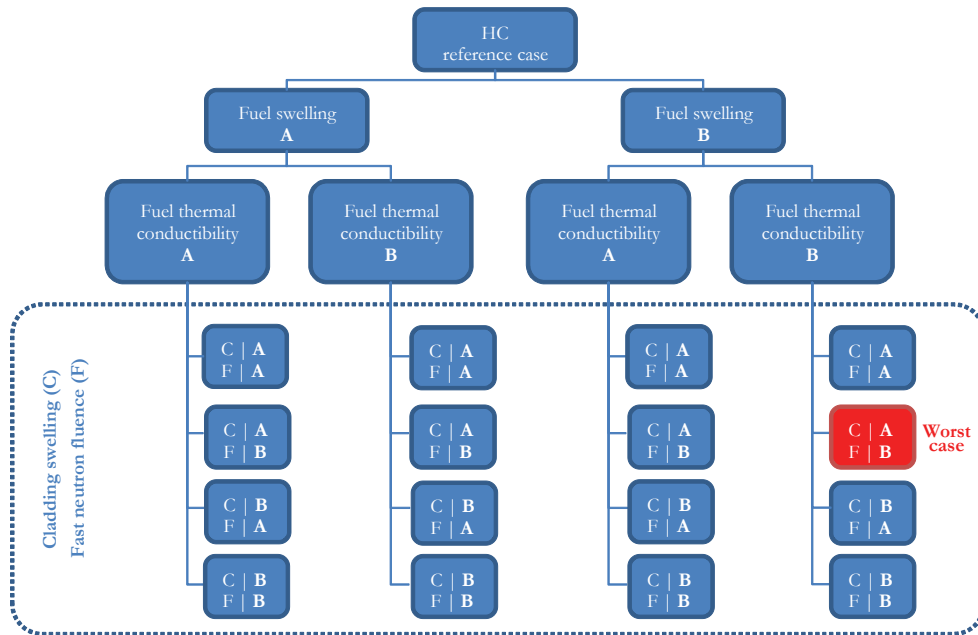 HC
reference case
Fuel swelling
A
Fuel swelling
B
Fuel thermal
conductibility
A
Fuel thermal
conductibility
B
Fuel thermal
conductibility
A
Fuel thermal
conductibility
B
Cladding swelling (C)
Fast neutron fluence (F)
C | A
F | A
C | A
F | B
C | B
F | A
C | B
F | B
C | A
F | A
C | A
F | B
C | B
F | A
C | B
F | B
C | A
F | A
C | A
F | B
C | B
F | A
C | B
F | B
C | A
F | A
C | A
F | B
Worst
case
C | B
F | A
C | B
F | B